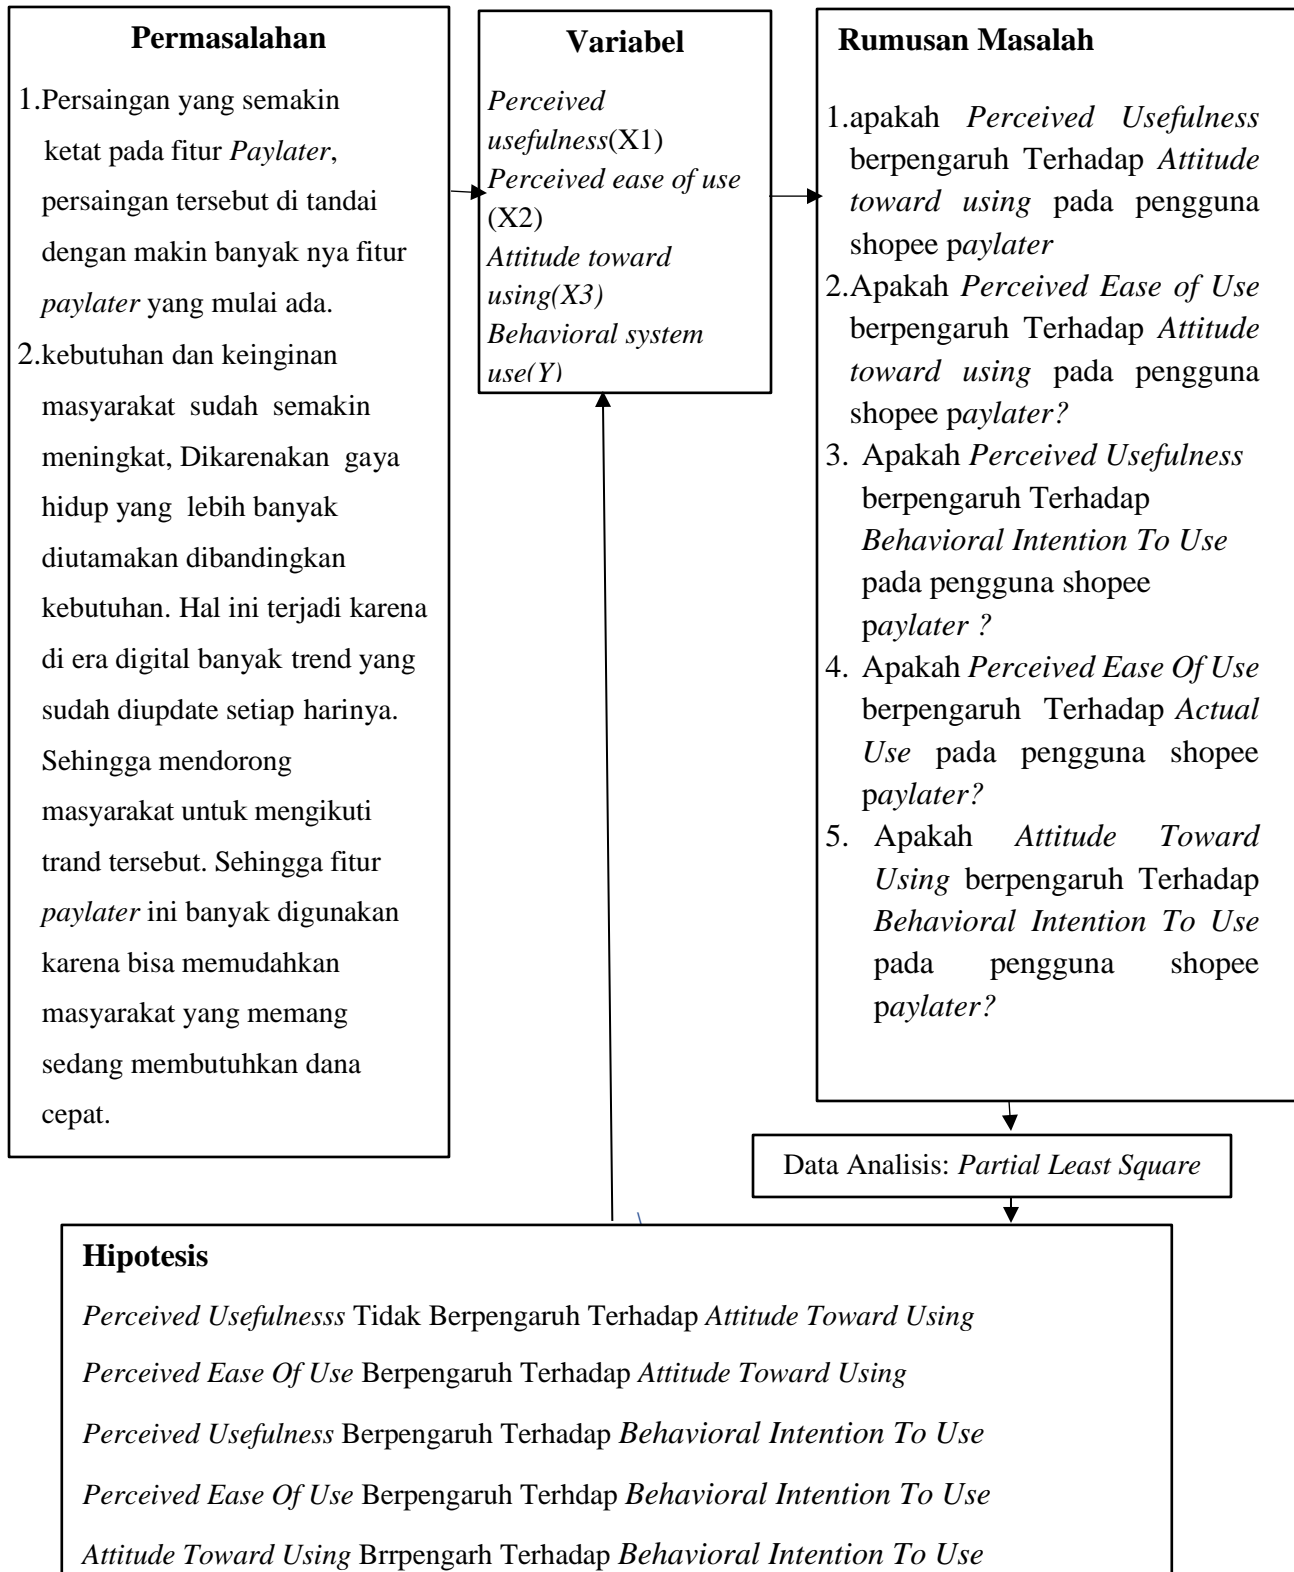 Permasalahan
1.Persaingan yang semakin
ketat pada fitur Paylater,
persaingan tersebut di tandai
dengan makin banyak nya fitur
paylater yang mulai ada.
2.kebutuhan dan keinginan
masyarakat sudah semakin
meningkat, Dikarenakan gaya
hidup yang lebih banyak
diutamakan dibandingkan
kebutuhan. Hal ini terjadi karena
di era digital banyak trend yang
sudah diupdate setiap harinya.
Sehingga mendorong
masyarakat untuk mengikuti
trand tersebut. Sehingga fitur
paylater ini banyak digunakan
karena bisa memudahkan
masyarakat yang memang
sedang membutuhkan dana
cepat.
Variabel
Perceived
usefulness(X1)
Perceived ease of use
(X2)
Attitude toward
using(X3)
Behavioral system
use(Y)
Rumusan Masalah
1.apakah Perceived Usefulness
berpengaruh Terhadap Attitude
toward using pada pengguna
shopee paylater
2.Apakah Perceived Ease of Use
berpengaruh Terhadap Attitude
toward using pada pengguna
shopee paylater?
3. Apakah Perceived Usefulness
berpengaruh Terhadap
Behavioral Intention To Use
pada pengguna shopee
paylater ?
4. Apakah Perceived Ease Of Use
berpengaruh Terhadap Actual
Use pada pengguna shopee
paylater?
5. Apakah Attitude Toward
Using berpengaruh Terhadap
Behavioral Intention To Use
pada pengguna shopee
paylater?
Data Analisis: Partial Least Square
Hipotesis
Perceived Usefulnesss Tidak Berpengaruh Terhadap Attitude Toward Using
Perceived Ease Of Use Berpengaruh Terhadap Attitude Toward Using
Perceived Usefulness Berpengaruh Terhadap Behavioral Intention To Use
Perceived Ease Of Use Berpengaruh Terhdap Behavioral Intention To Use
Attitude Toward Using Brrpengarh Terhadap Behavioral Intention To Use